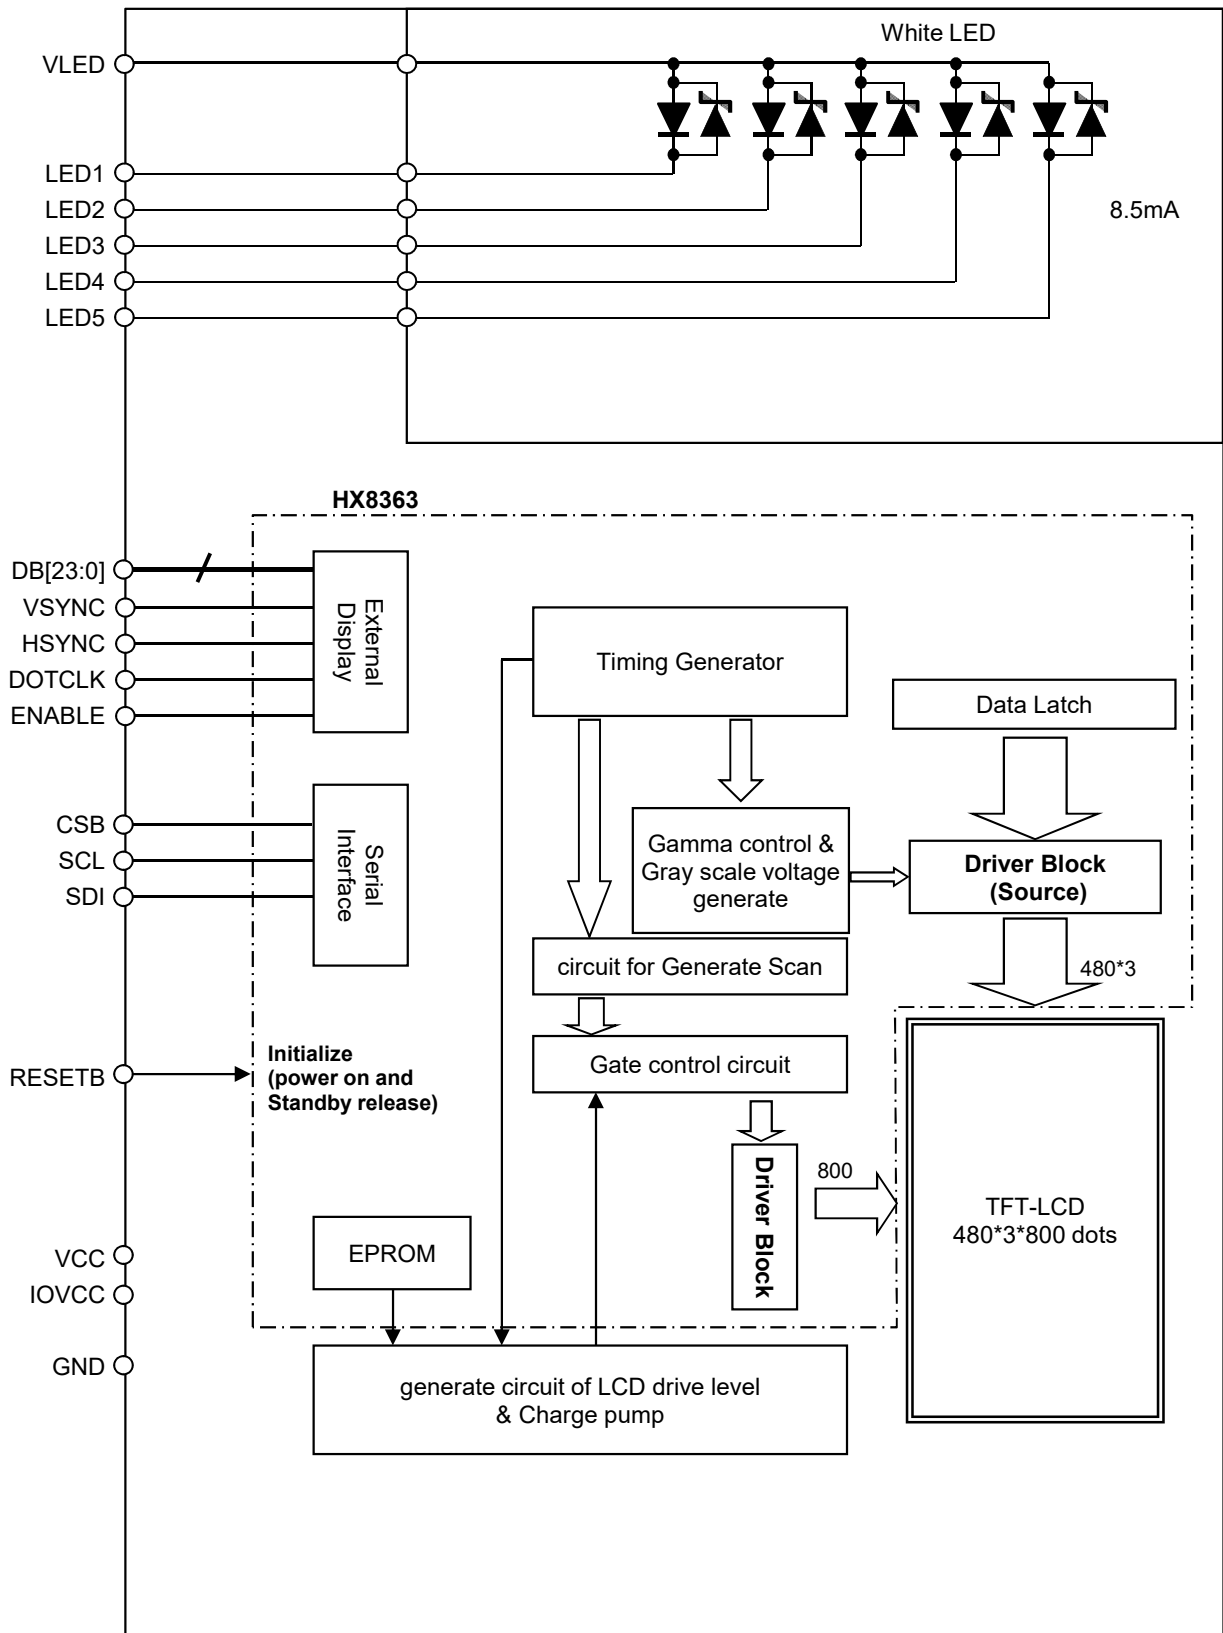 White LED
VLED
LED1
LED2
8.5mA
LED3
LED4
LED5
HX8363
DB[23:0]
VSYNC
HSYNC
DOTCLK
ENABLE
External
Display
Timing Generator
Data Latch
CSB
SCL
SDI
Serial
Interface
Gamma control &
Gray scale voltage
generate
Driver Block
(Source)
circuit for Generate Scan
480*3
Gate control circuit
RESETB
Initialize
(power on and
Standby release)
Driver Block
800
TFT-LCD
480*3*800 dots
VCC
IOVCC
EPROM
GND
generate circuit of LCD drive level
& Charge pump